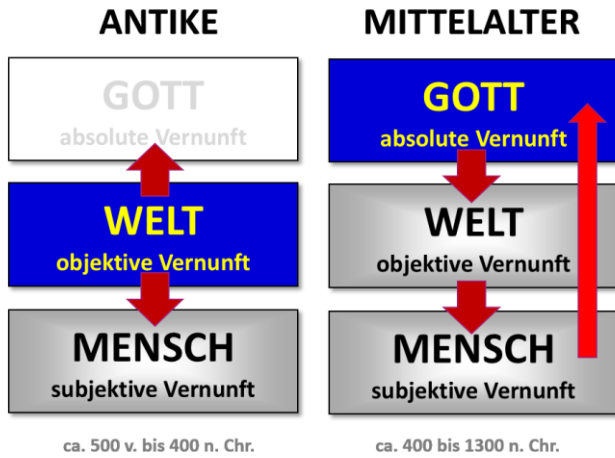 ANTIKE
GOTT
absolute Vernunft
WELT
objektive Vernunft
MENSCH
subjektive Vernunft
ca. 500 v. bis 400 n. Chr.
MITTELALTER
GOTT
absolute Vernunft
WELT
objektive Vernunft
MENSCH
subjektive Vernunft
ca. 400 bis 1300 n. Chr.